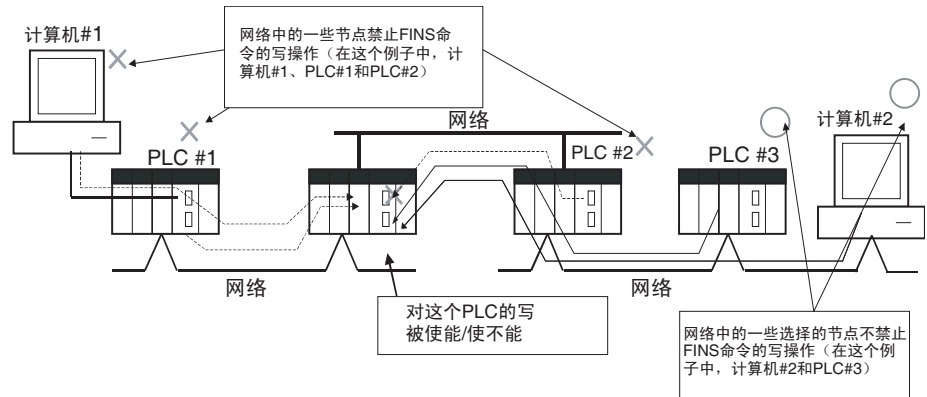 计算机#1
网络中的一些节点禁止FINS命
令的写操作（在这个例子中，计
算机#1、PLC#1和PLC#2）
网络
计算机#2
PLC #1
PLC #2
PLC #3
网络
网络
对这个PLC的写
被使能/使不能
网络中的一些选择的节点不禁止
FINS命令的写操作（在这个例
子中，计算机#2和PLC#3）